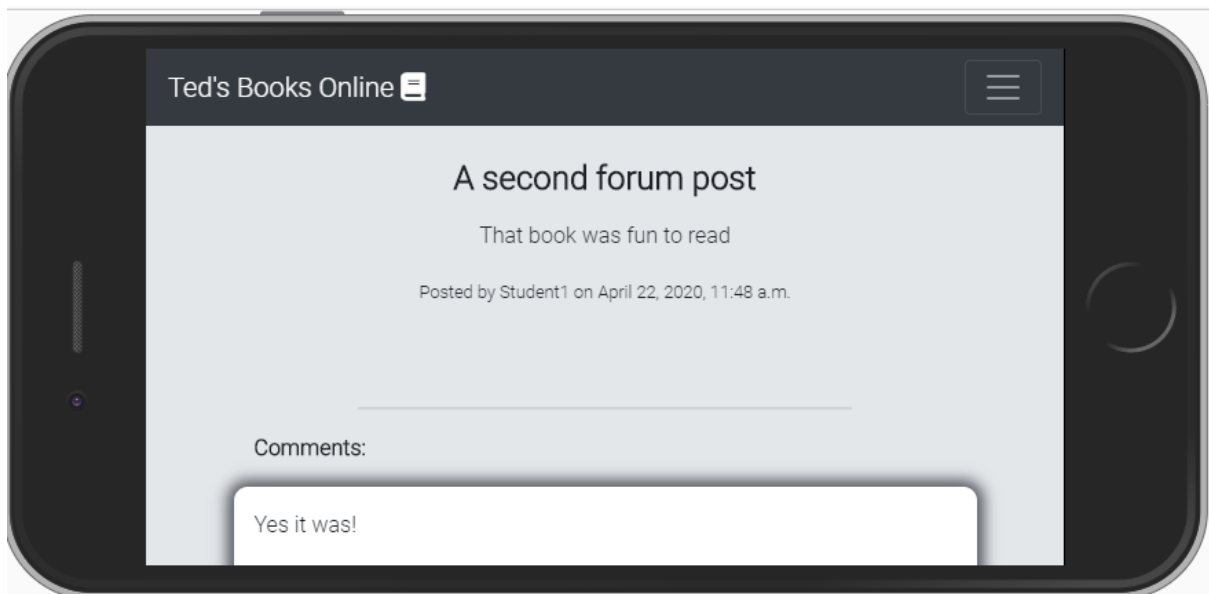 Ted's Books Online
A second forum post
That book was fun to read
Posted by Student1 on April 22, 2020, 11:48 a.m.
Comments:
Yes it was!